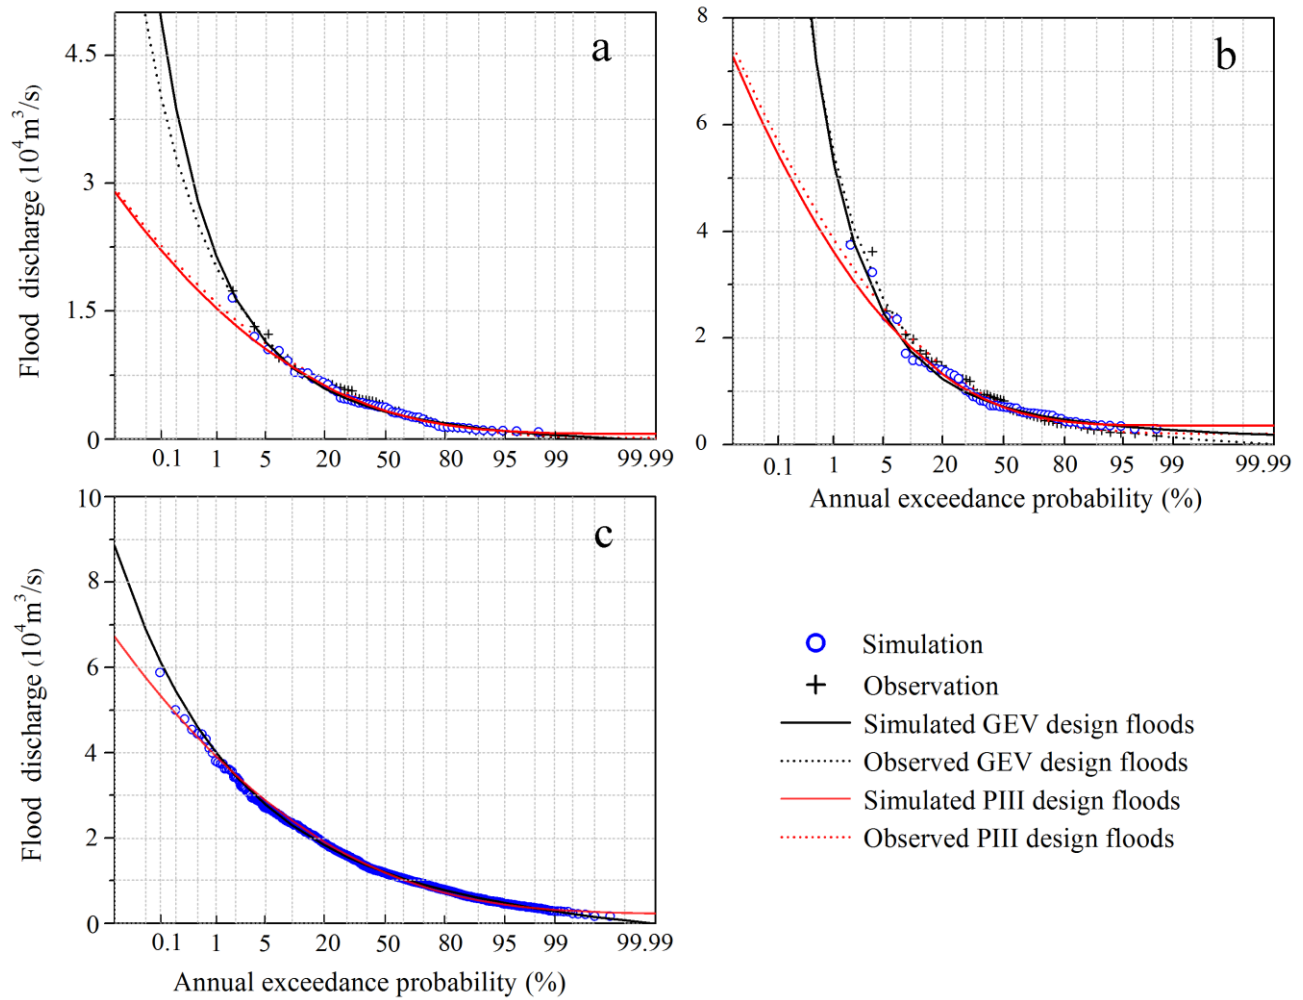 a
4.5
3
1.5
0
Flood discharge (10⁴m³/s)
0.1 1 5 20 50 80 95 99 99.99
b
8
6
4
2
0
0.1 1 5 20 50 80 95 99 99.99
Annual exceedance probability (%)
c
10
8
6
4
2
0
Flood discharge (10⁴m³/s)
0.1 1 5 20 50 80 95 99 99.99
Annual exceedance probability (%)
Simulation
Observation
Simulated GEV design floods
Observed GEV design floods
Simulated PIII design floods
Observed PIII design floods